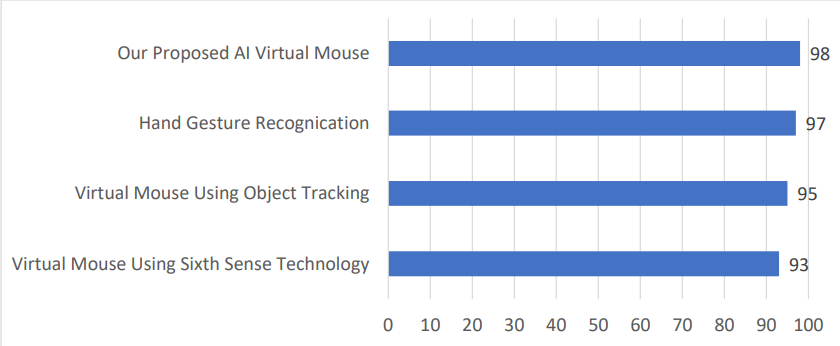 Our Proposed AI Virtual Mouse 98
Hand Gesture Recognication 97
Virtual Mouse Using Object Tracking 95
Virtual Mouse Using Sixth Sense Technology 93
0 10 20 30 40 50 60 70 80 90 100